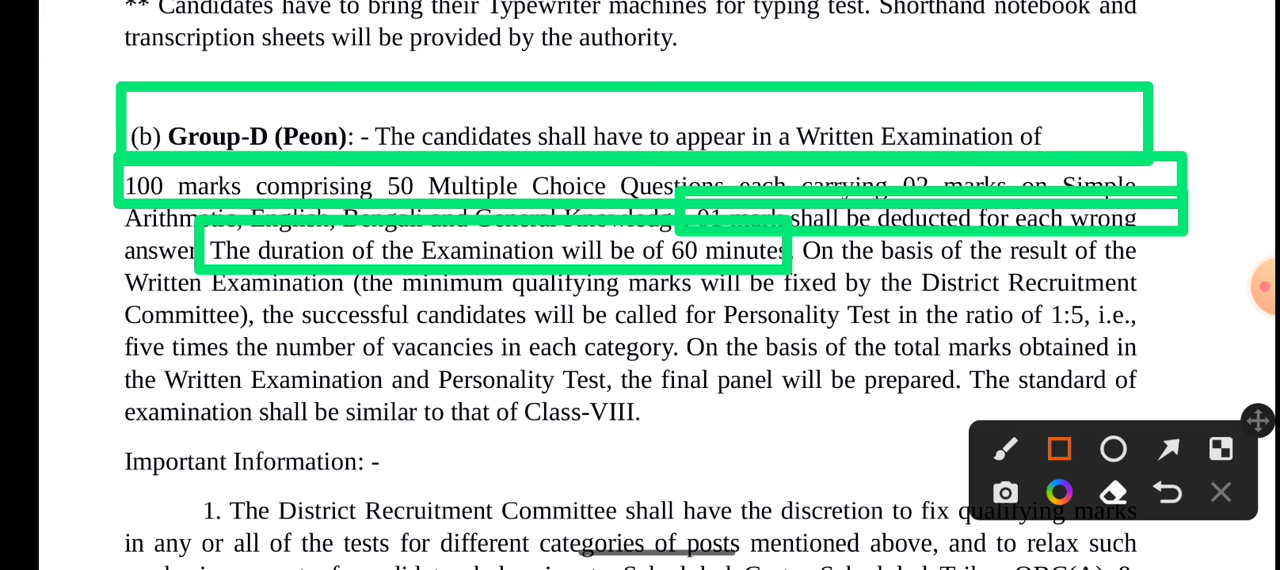 ** Candidates have to bring their Typewriter machines for typing test. Shorthand notebook and
transcription sheets will be provided by the authority.
(b) Group-D (Peon): - The candidates shall have to appear in a Written Examination of
100 marks comprising 50 Multiple Choice Questions each carrying 02 marks on Simple
Arithmetic, English, Bengali and General Knowledge. 01 mark shall be deducted for each wrong
answer. The duration of the Examination will be of 60 minutes. On the basis of the result of the
Written Examination (the minimum qualifying marks will be fixed by the District Recruitment
Committee), the successful candidates will be called for Personality Test in the ratio of 1:5, i.e.,
five times the number of vacancies in each category. On the basis of the total marks obtained in
the Written Examination and Personality Test, the final panel will be prepared. The standard of
examination shall be similar to that of Class-VIII.
Important Information: -
1. The District Recruitment Committee shall have the discretion to fix qualifying marks
in any or all of the tests for different categories of posts mentioned above, and to relax such